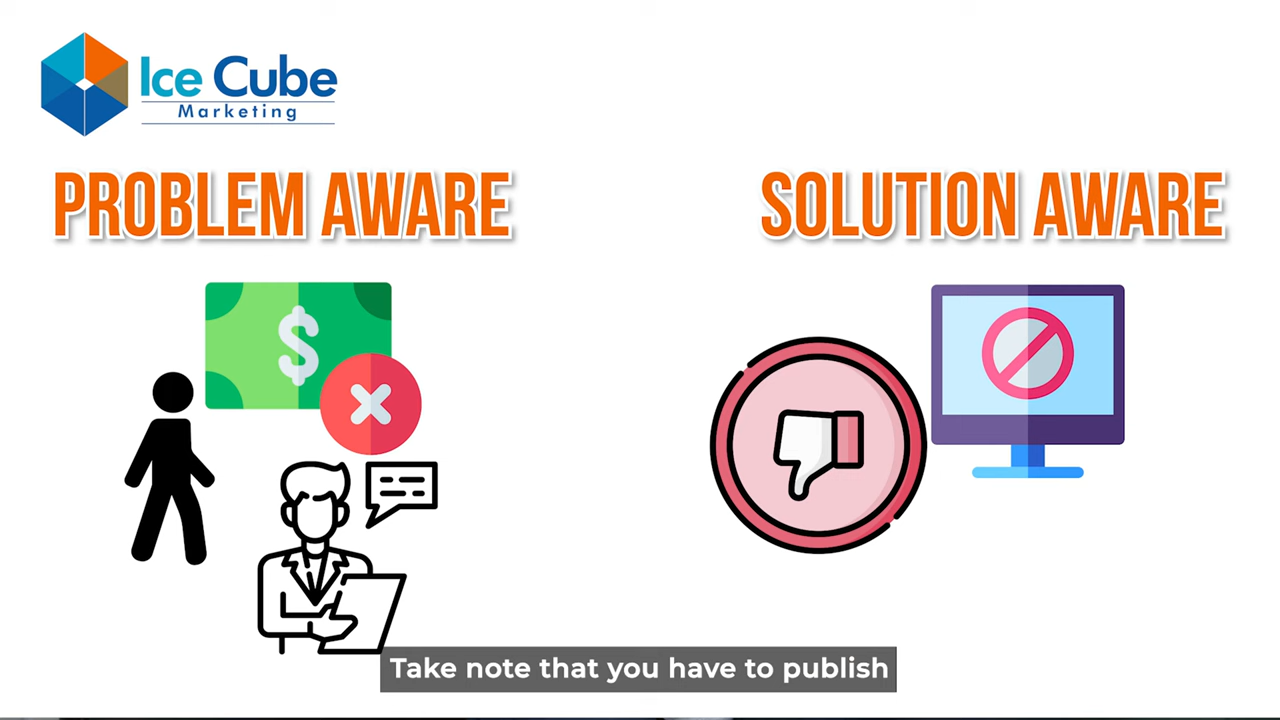 Ice Cube
Marketing
PROBLEM AWARE
SOLUTION AWARE
$
Take note that you have to publish